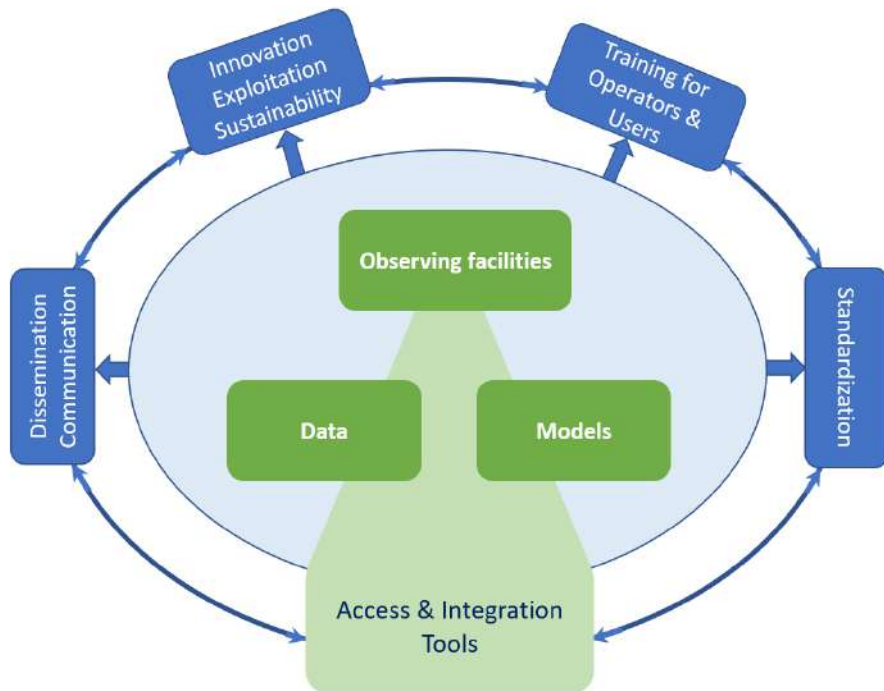 Innovation
Exploitation
Sustainability
Training for
Operators &
Users
Observing facilities
Dissemination
Communication
Data
Models
Standardization
Access & Integration
Tools